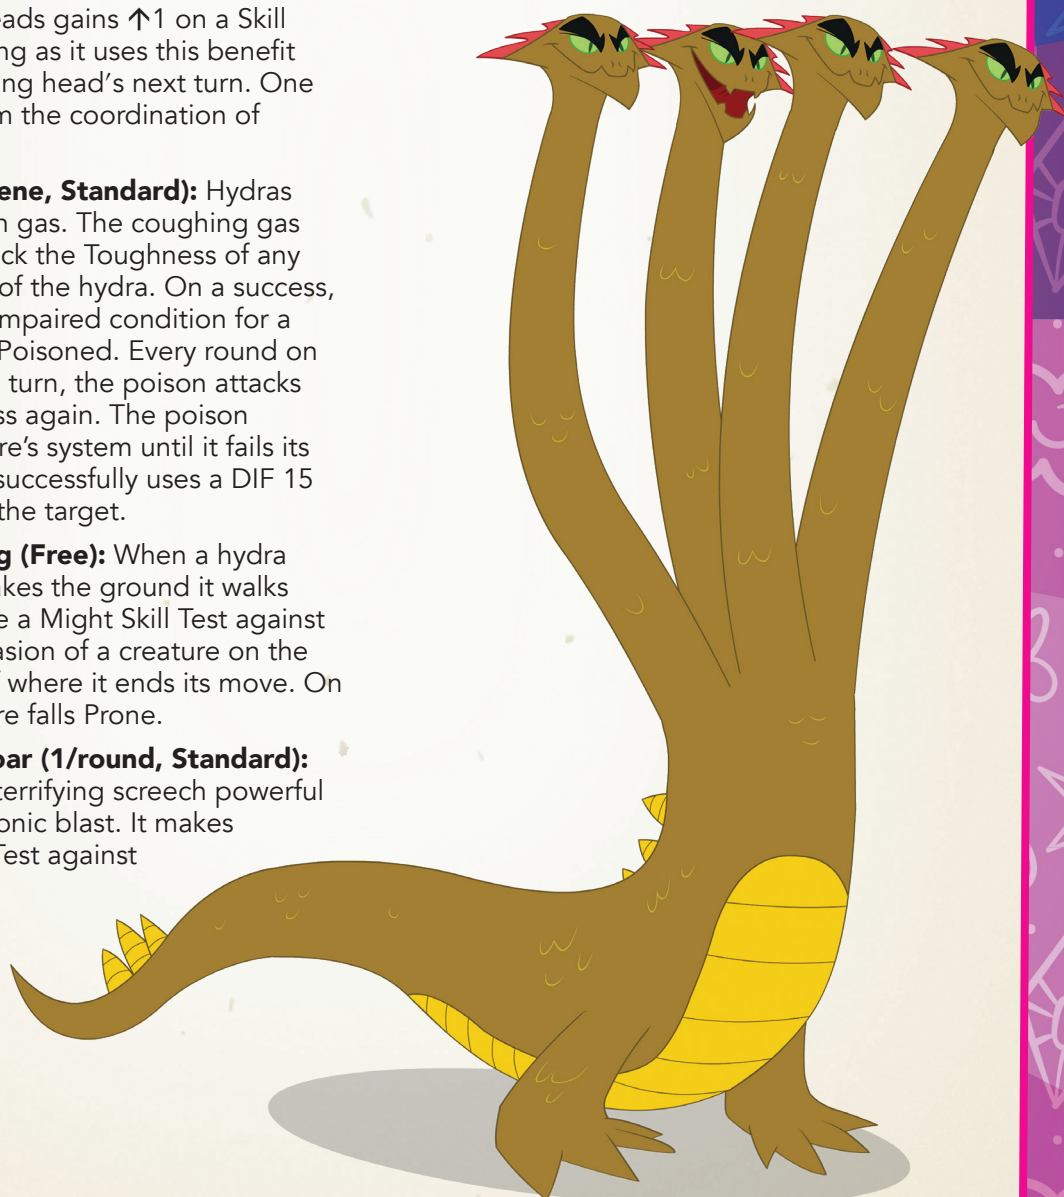 eads gains ↑1 on a Skill
ng as it uses this benefit
ng head's next turn. One
m the coordination of
ene, Standard): Hydras
n gas. The coughing gas
ck the Toughness of any
of the hydra. On a success,
mpaired condition for a
Poisoned. Every round on
turn, the poison attacks
ss again. The poison
re's system until it fails its
successfully uses a DIF 15
the target.
g (Free): When a hydra
akes the ground it walks
e a Might Skill Test against
asion of a creature on the
f where it ends its move. On
re falls Prone.
oar (1/round, Standard):
terrifying screech powerful
onic blast. It makes
Test against